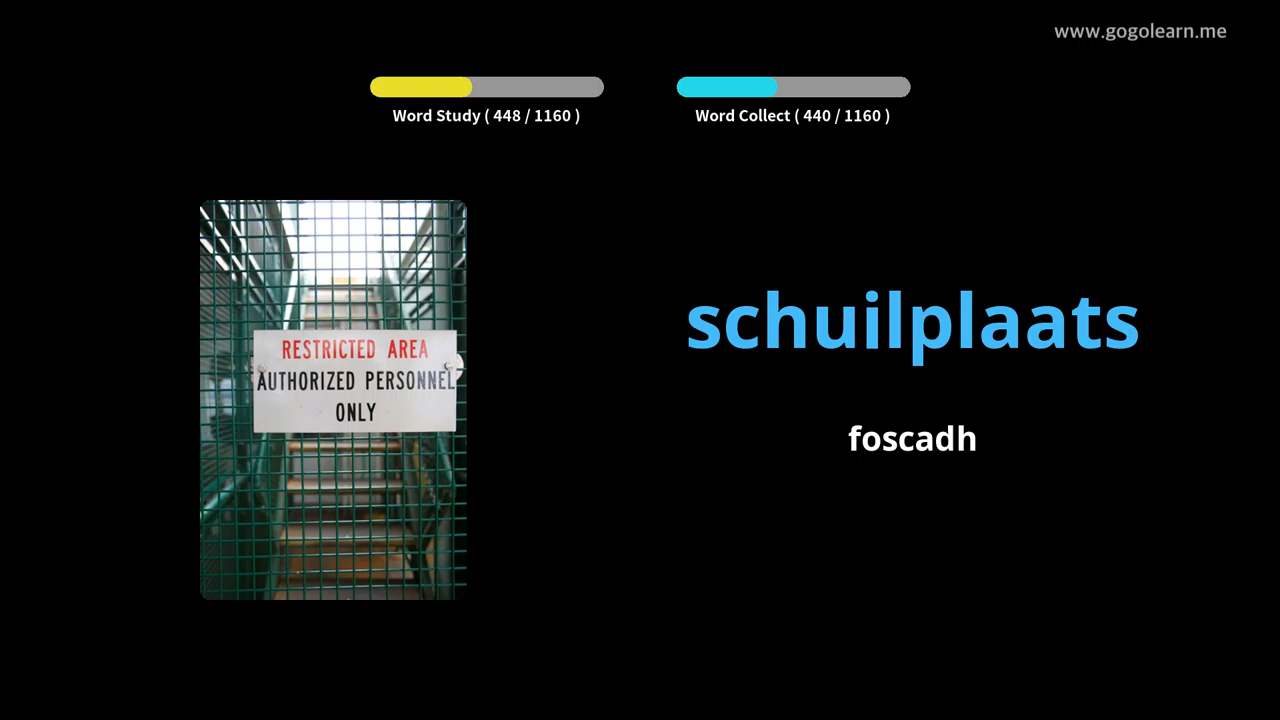 www.gogolearn.me
Word Study ( 448 / 1160 )
Word Collect ( 440 / 1160 )
RESTRICTED AREA
AUTHORIZED PERSONNEL
ONLY
schuilplaats
foscadh